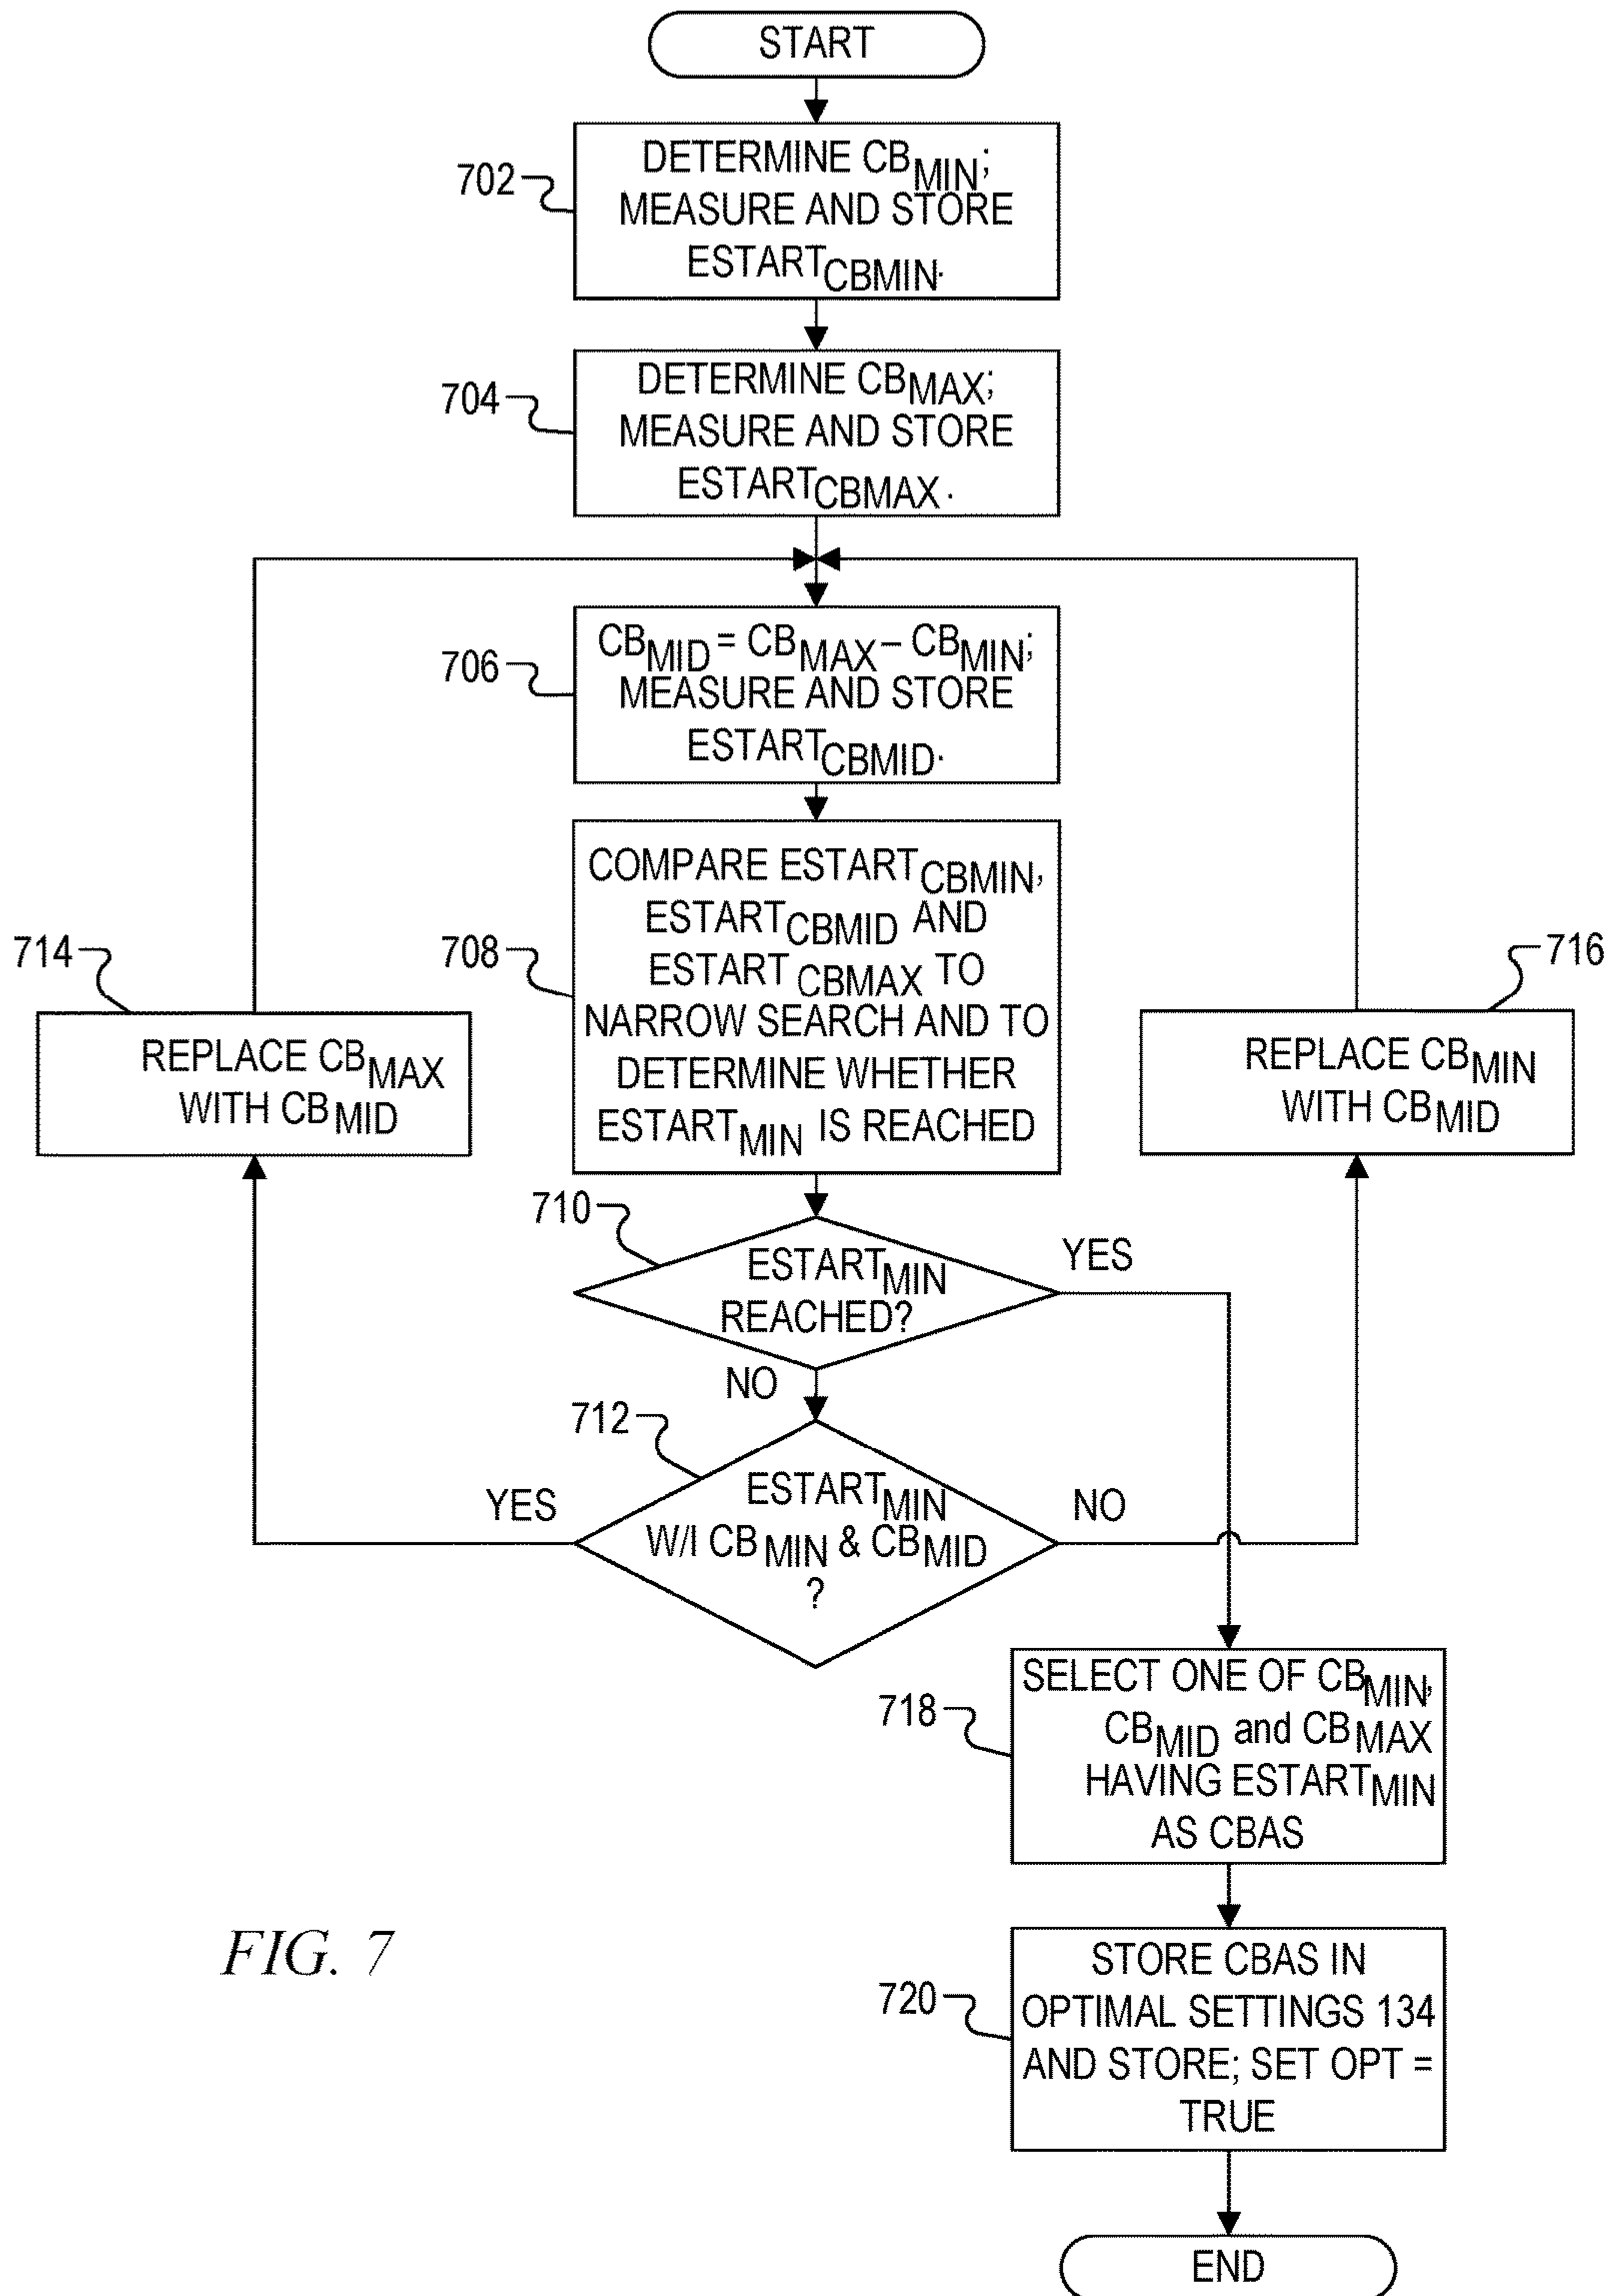 START
702
DETERMINE CBMIN;
MEASURE AND STORE
ESTARTCBMIN.
704
DETERMINE CBMAX;
MEASURE AND STORE
ESTARTCBMAX.
706
CBMID = CBMAX – CBMIN;
MEASURE AND STORE
ESTARTCBMID.
708
COMPARE ESTARTCBMIN,
ESTARTCBMID AND
ESTART CBMAX TO
NARROW SEARCH AND TO
DETERMINE WHETHER
ESTARTMIN IS REACHED
714
REPLACE CBMAX
WITH CBMID
716
REPLACE CBMIN
WITH CBMID
710
ESTARTMIN
REACHED?
YES
NO
712
ESTARTMIN
W/I CBMIN & CBMID
?
YES
NO
718
SELECT ONE OF CBMIN,
CBMID and CBMAX
HAVING ESTARTMIN
AS CBAS
720
STORE CBAS IN
OPTIMAL SETTINGS 134
AND STORE; SET OPT =
TRUE
END
FIG. 7